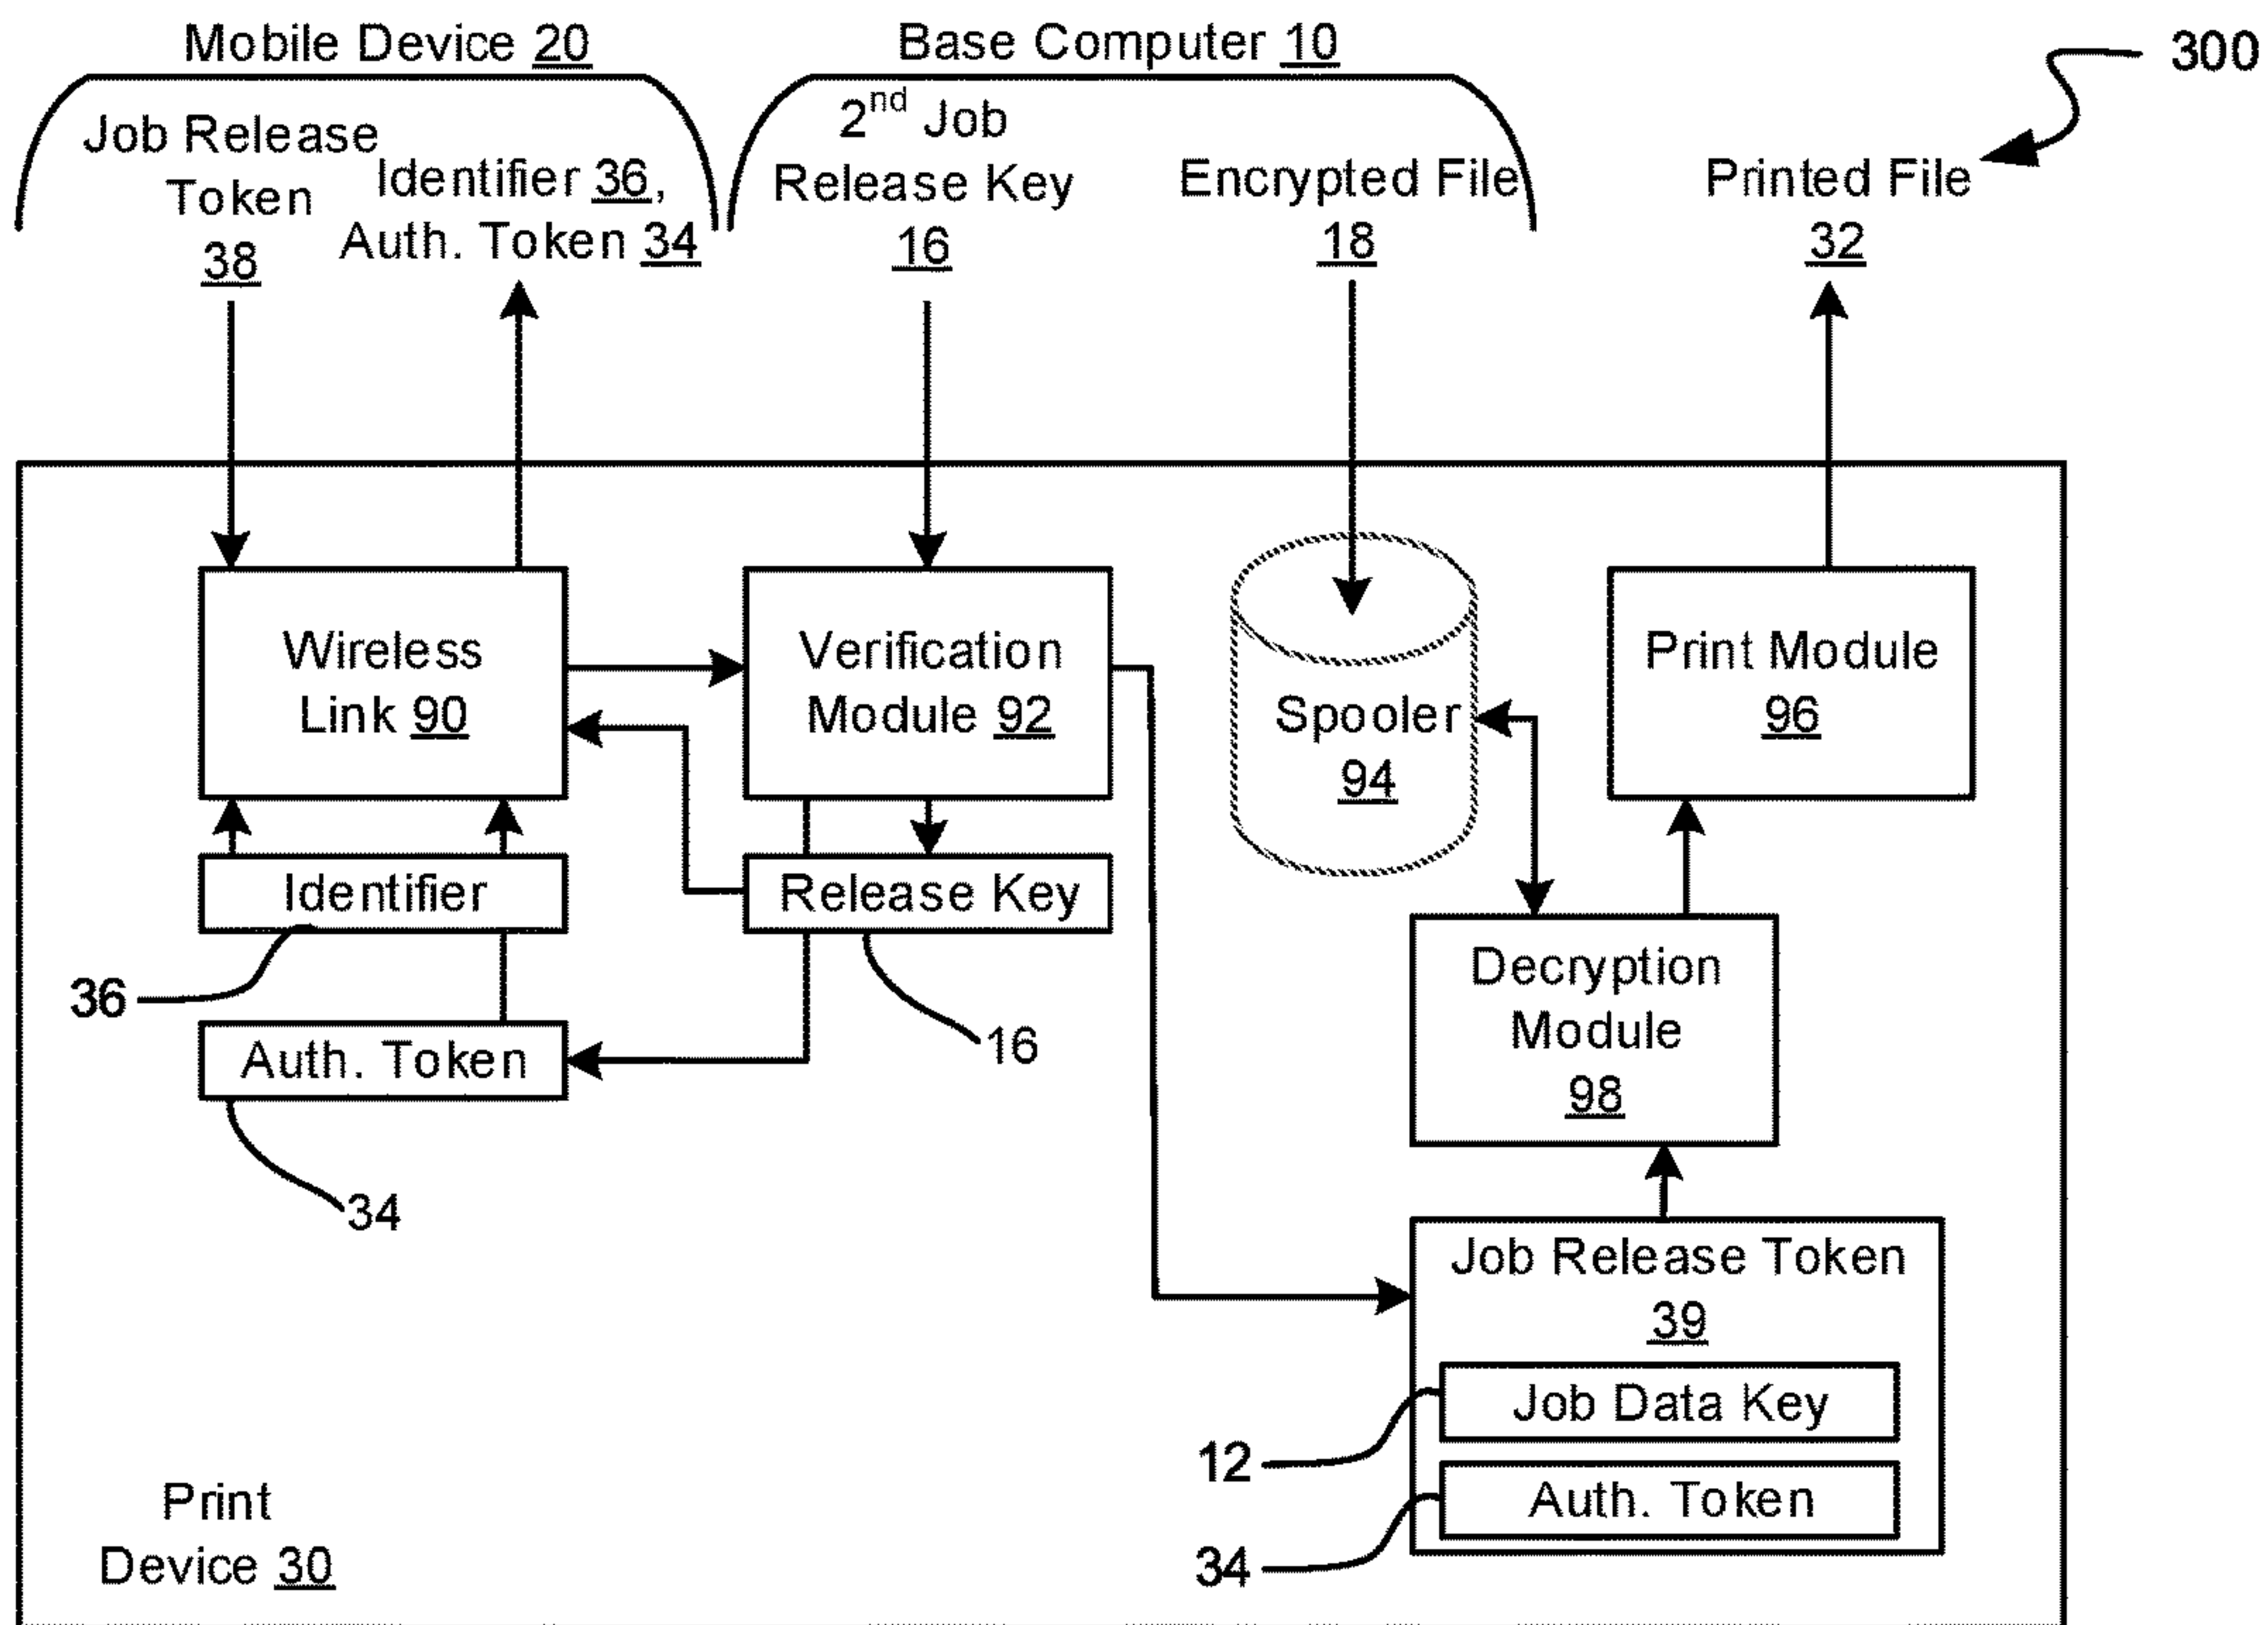 Mobile Device 20
Base Computer 10
300
Job Release
Token
38
Identifier 36,
Auth. Token 34
2nd Job
Release Key
16
Encrypted File
18
Printed File
32
Wireless
Link 90
Verification
Module 92
Spooler
94
Print Module
96
Identifier
36
Release Key
16
Auth. Token
34
Decryption
Module
98
Job Release Token
39
Job Data Key
12
Auth. Token
34
Print
Device 30